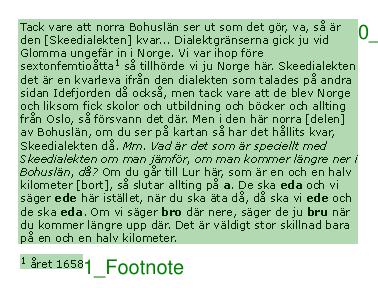 Tack vare att norra Bohuslän ser ut som det gör, va, så är
den [Skeedialekten] kvar... Dialektgränserna gick ju vid
Glomma ungefär in i Norge. Vi var ihop före
sextonfemtioåtta¹ så tillhörde vi ju Norge här. Skeedialekten
det är en kvarleva ifrån den dialekten som talades på andra
sidan Idefjorden då också, men tack vare att de blev Norge
och liksom fick skolor och utbildning och böcker och allting
från Oslo, så försvann det där. Men i den här norra [delen]
av Bohuslän, om du ser på kartan så har det hållits kvar,
Skeedialekten då. Mm. Vad är det som är speciellt med
Skeedialekten om man jämför, om man kommer längre ner i
Bohuslän, då? Om du går till Lur här, som är en och en halv
kilometer [bort], så slutar allting på a. De ska eda och vi
säger ede här istället, när du ska äta då, då ska vi ede och
de ska eda. Om vi säger bro där nere, säger de ju bru när
du kommer längre upp där. Det är väldigt stor skillnad bara
på en och en halv kilometer.
0_
¹ året 1658
1_Footnote